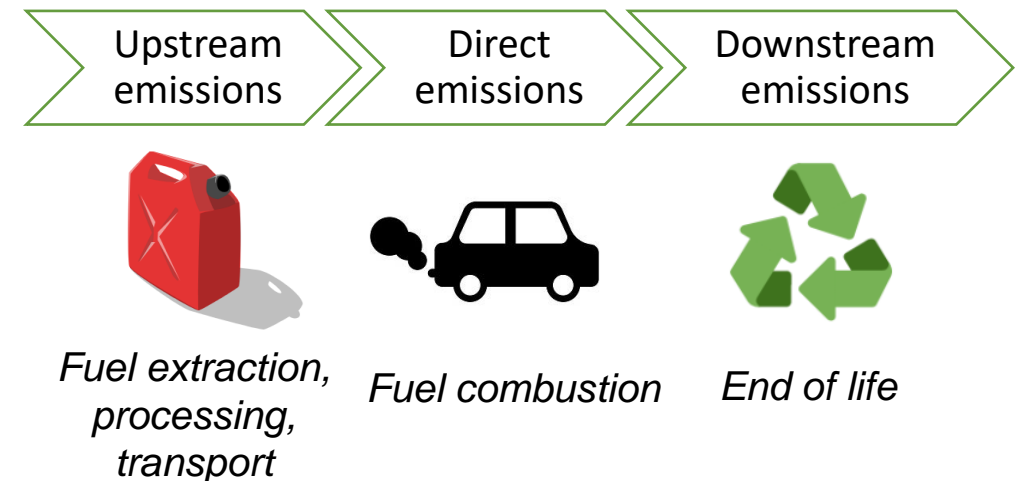 Upstream
emissions
Direct
emissions
Downstream
emissions
Fuel extraction,
processing,
transport
Fuel combustion
End of life